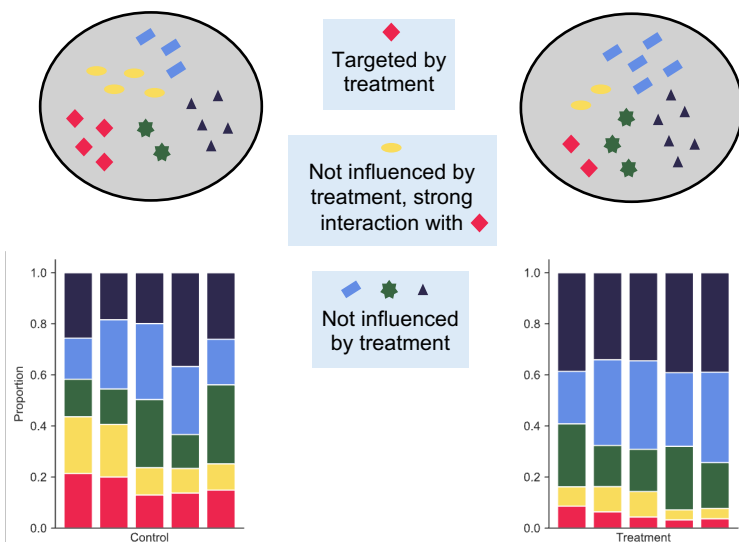 Targeted by
treatment
Not influenced by
treatment, strong
interaction with
Not influenced
by treatment
1.0
0.8
0.6
0.4
0.2
0.0
Proportion
Control
1.0
0.8
0.6
0.4
0.2
0.0
Treatment